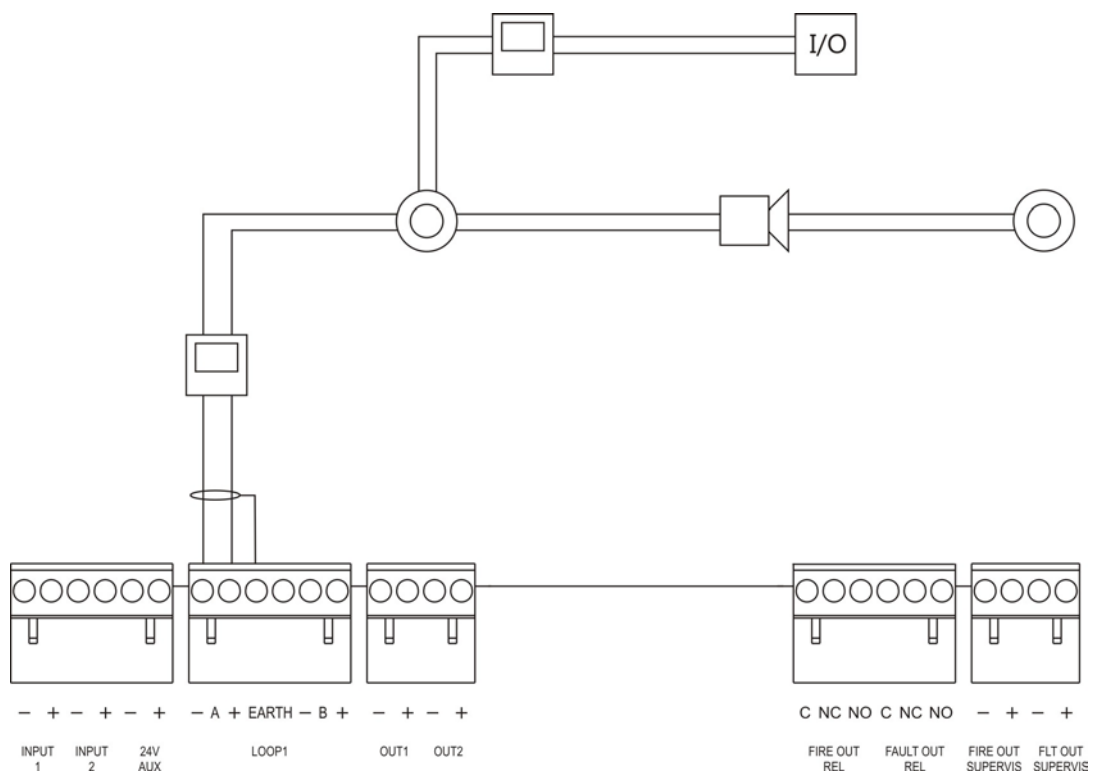 I/O
− + − + − + − A + EARTH − B + − + − + C NC NO C NC NO − + − +
INPUT INPUT 24V LOOP1 OUT1 OUT2 FIRE OUT FAULT OUT FIRE OUT FLT OUT
1 2 AUX REL REL SUPERVIS SUPERVIS